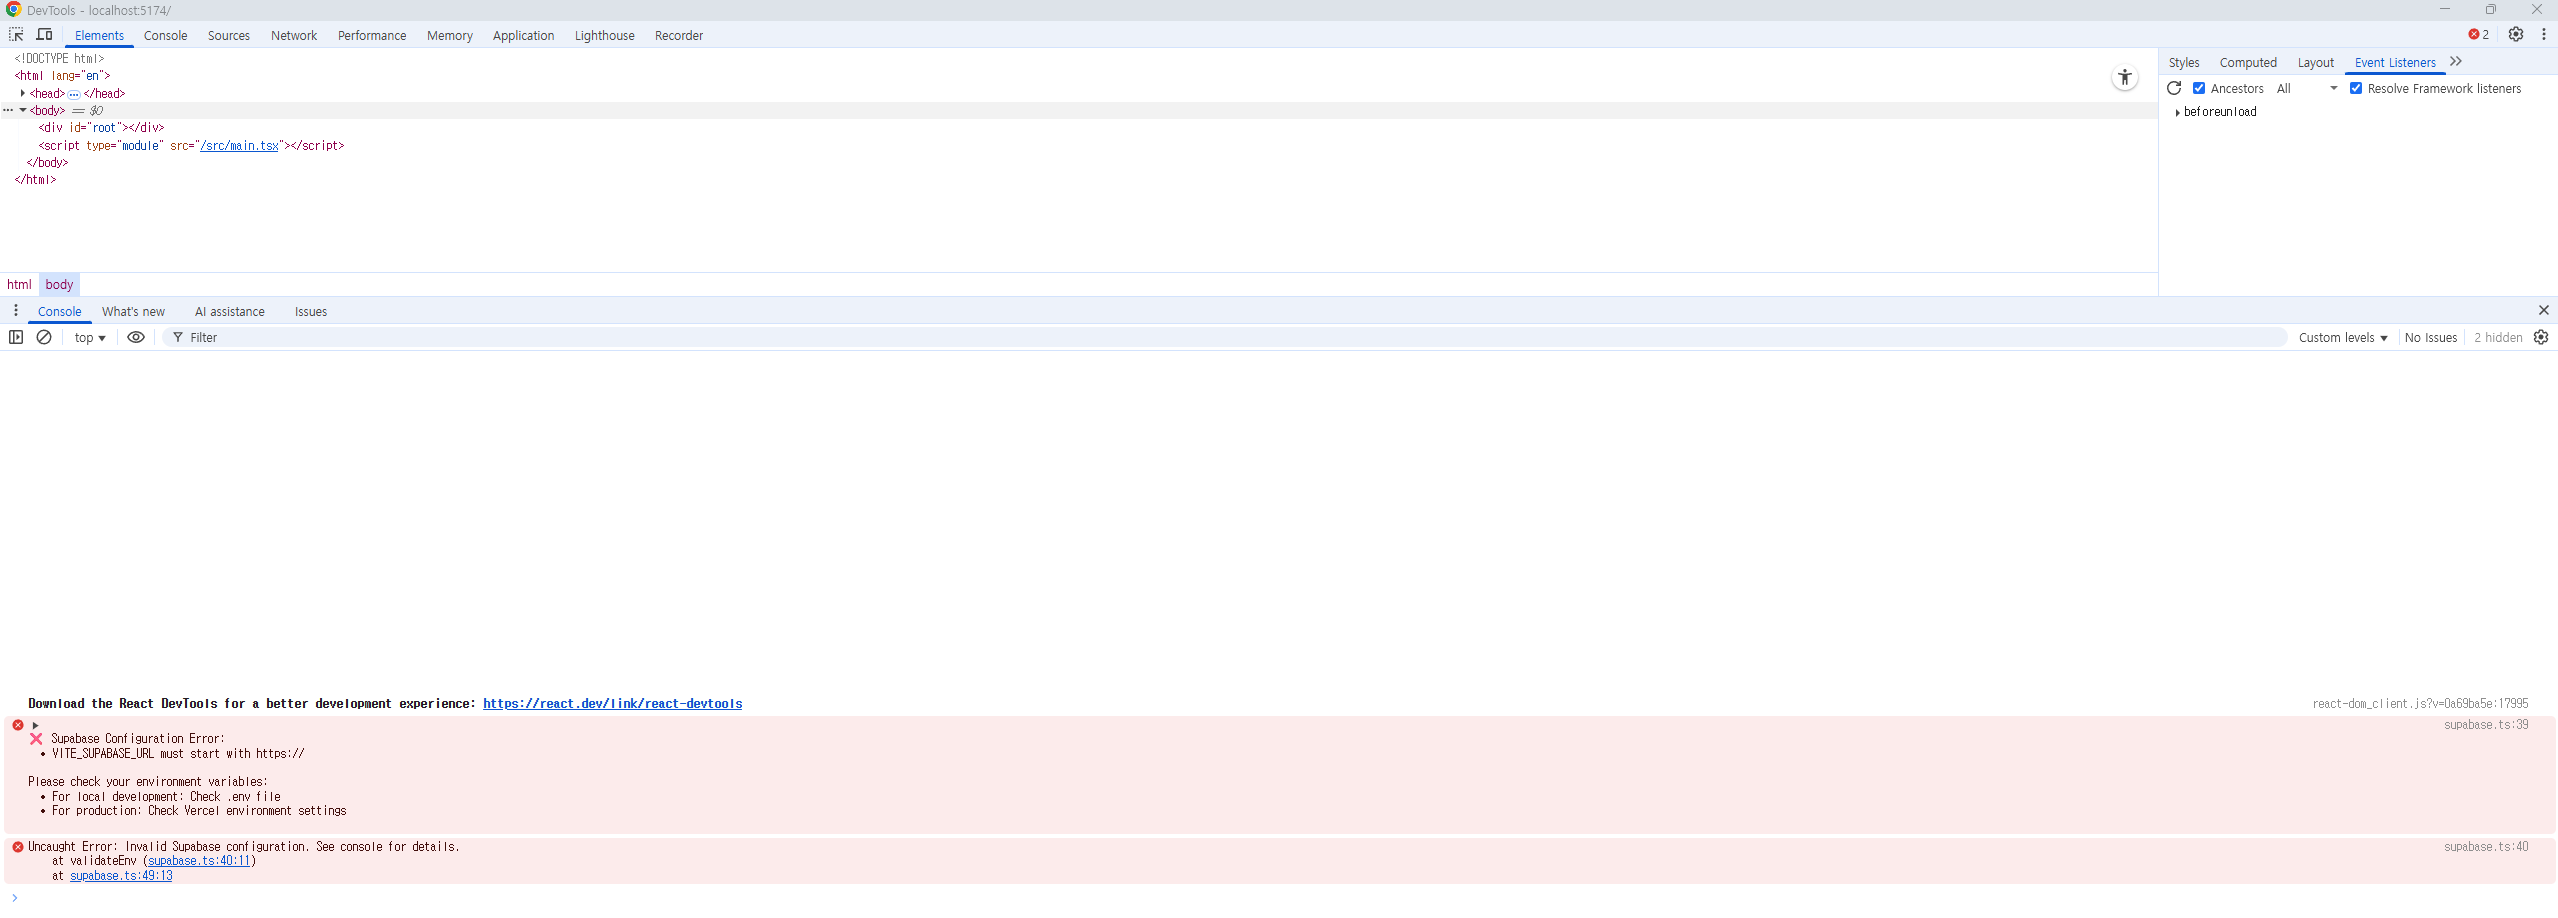 DevTools - localhost:5174/
Elements Console Sources Network Performance Memory Application Lighthouse Recorder 2
<!DOCTYPE html>
<html lang="en">
<head> ··· </head>
··· <body> == $0
<div id="root"></div>
<script type="module" src="/src/main.tsx"></script>
</body>
</html>
html body
Styles Computed Layout Event Listeners
Ancestors All Resolve Framework listeners
beforeunload
Console What's new AI assistance Issues
top Filter Custom levels No Issues 2 hidden
Download the React DevTools for a better development experience: https://react.dev/link/react-devtools react-dom_client.js?v=0a69ba5e:17995
supabase.ts:39
❌ Supabase Configuration Error:
• VITE_SUPABASE_URL must start with https://
Please check your environment variables:
• For local development: Check .env file
• For production: Check Vercel environment settings
Uncaught Error: Invalid Supabase configuration. See console for details. supabase.ts:40
at validateEnv (supabase.ts:40:11)
at supabase.ts:49:13